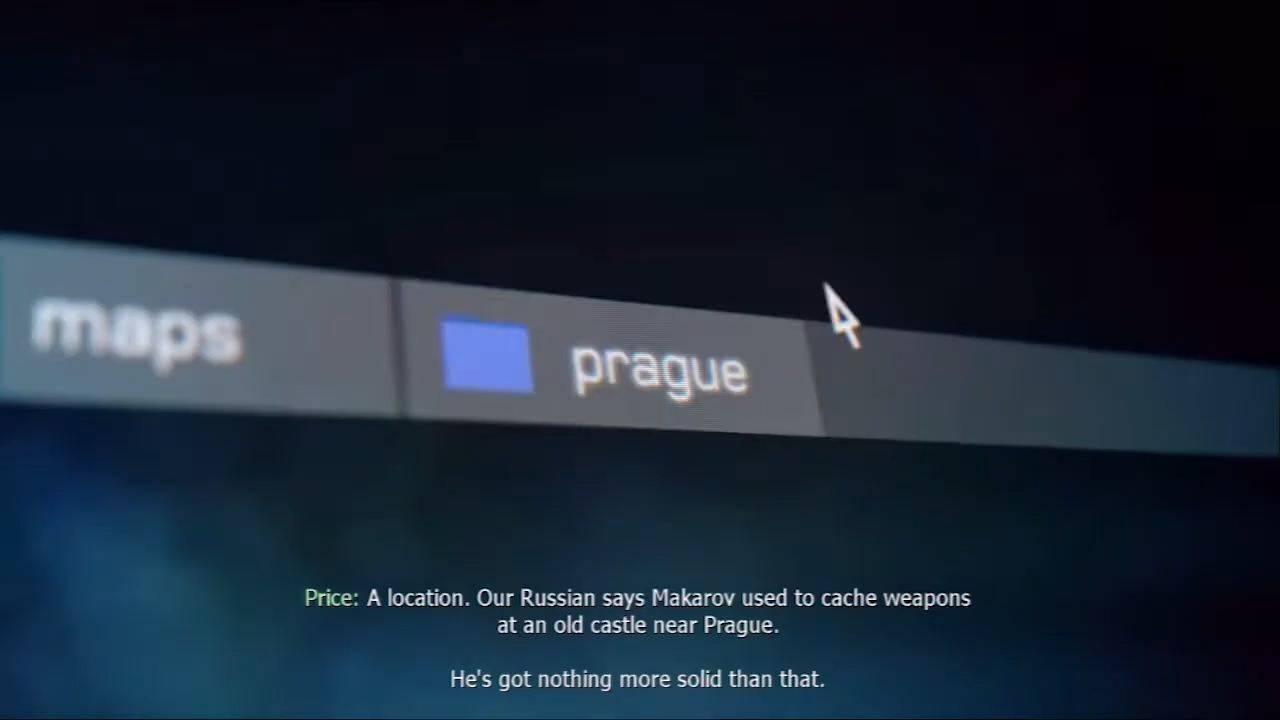 maps
prague
Price: A location. Our Russian says Makarov used to cache weapons
at an old castle near Prague.
He's got nothing more solid than that.